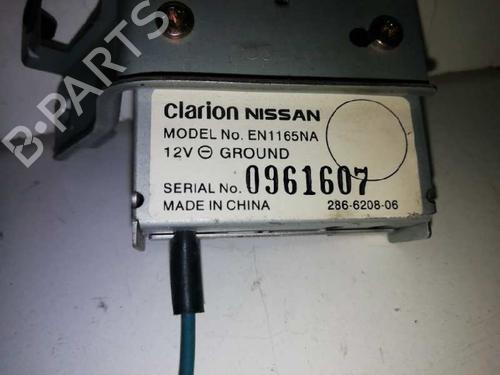 B-PARTS
clarion NISSAN
MODEL No. EN1165NA
12V ⊖ GROUND
SERIAL No. 0961607
MADE IN CHINA 286-6208-06